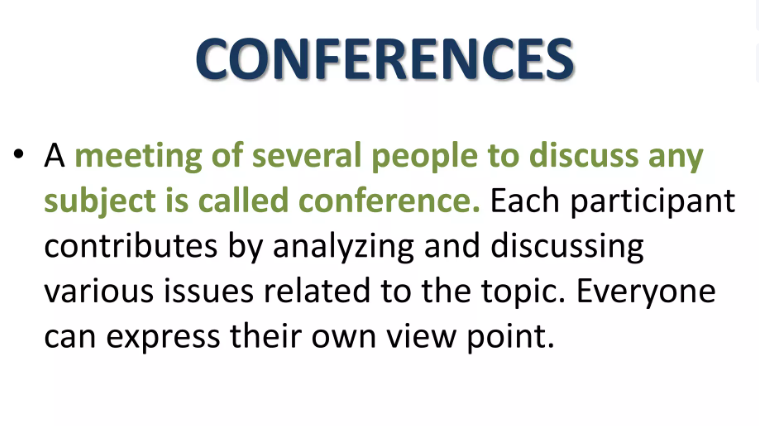 CONFERENCES
• A meeting of several people to discuss any
subject is called conference. Each participant
contributes by analyzing and discussing
various issues related to the topic. Everyone
can express their own view point.